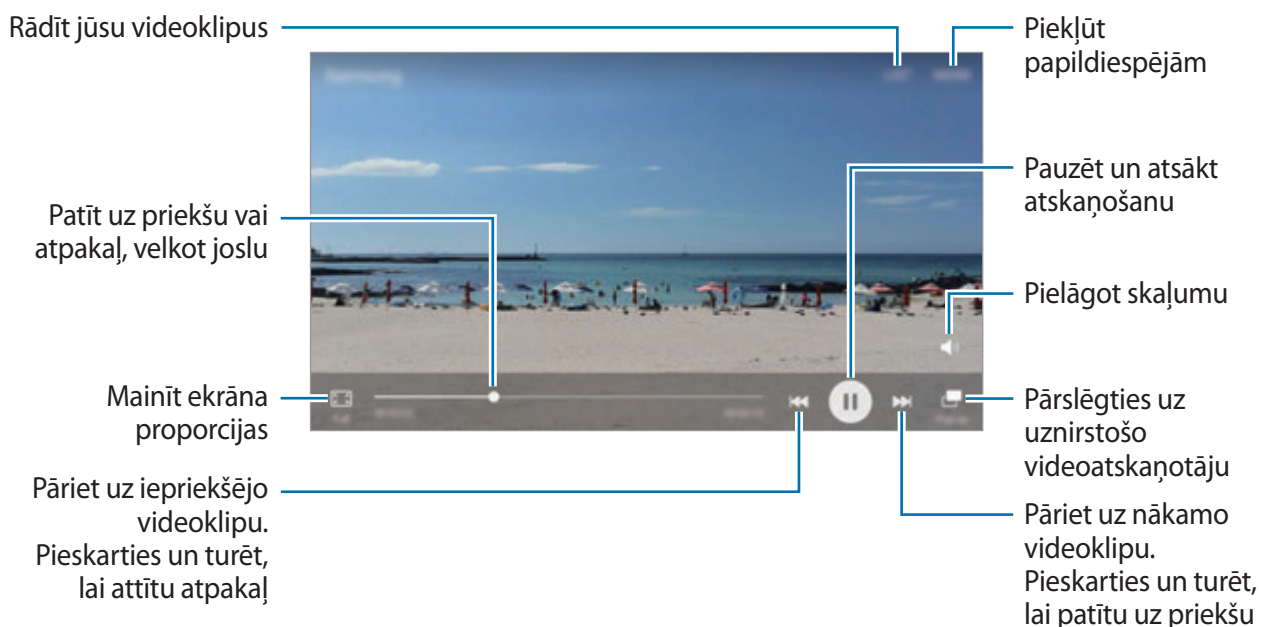 Rādīt jūsu videoklipus
Piekļūt
papildiespējām
Pauzēt un atsākt
atskaņošanu
Patīt uz priekšu vai
atpakaļ, velkot joslu
Pielāgot skaļumu
Mainīt ekrāna
proporcijas
Pārslēgties uz
uznirstošo
videoatskaņotāju
Pāriet uz iepriekšējo
videoklipu.
Pieskarties un turēt,
lai attītu atpakaļ
Pāriet uz nākamo
videoklipu.
Pieskarties un turēt,
lai patītu uz priekšu